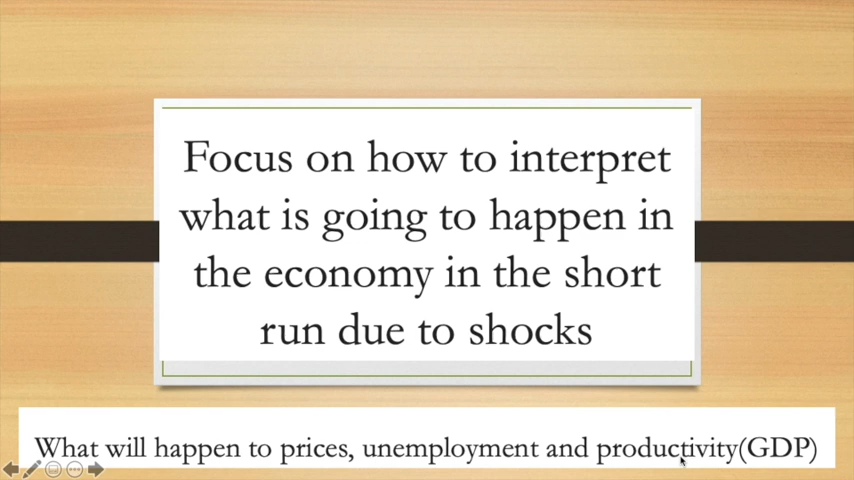 Focus on how to interpret
what is going to happen in
the economy in the short
run due to shocks
What will happen to prices, unemployment and productivity(GDP)